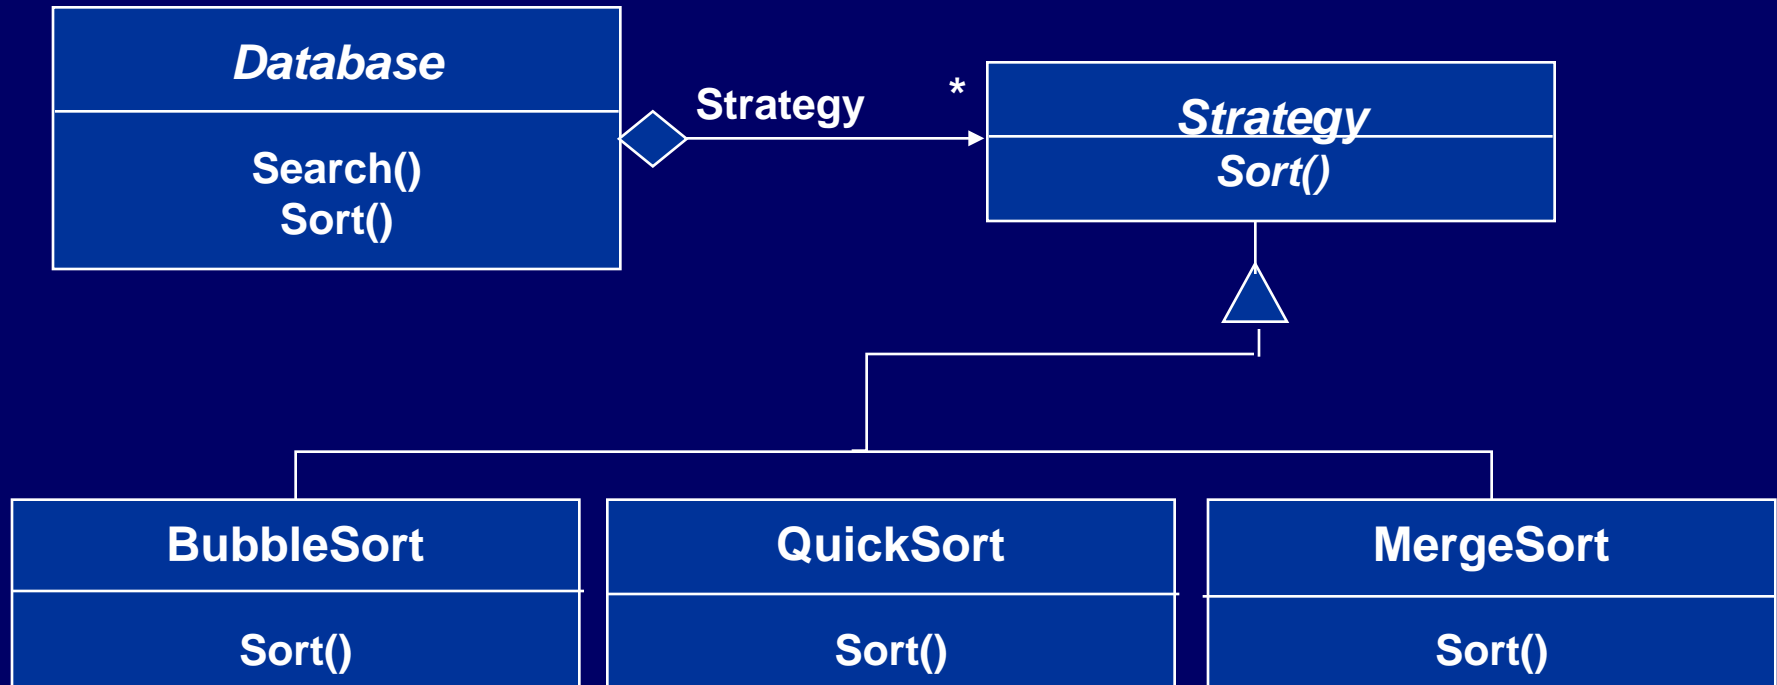 Database
Search()
Sort()
Strategy
*
Strategy
Sort()
BubbleSort
Sort()
QuickSort
Sort()
MergeSort
Sort()